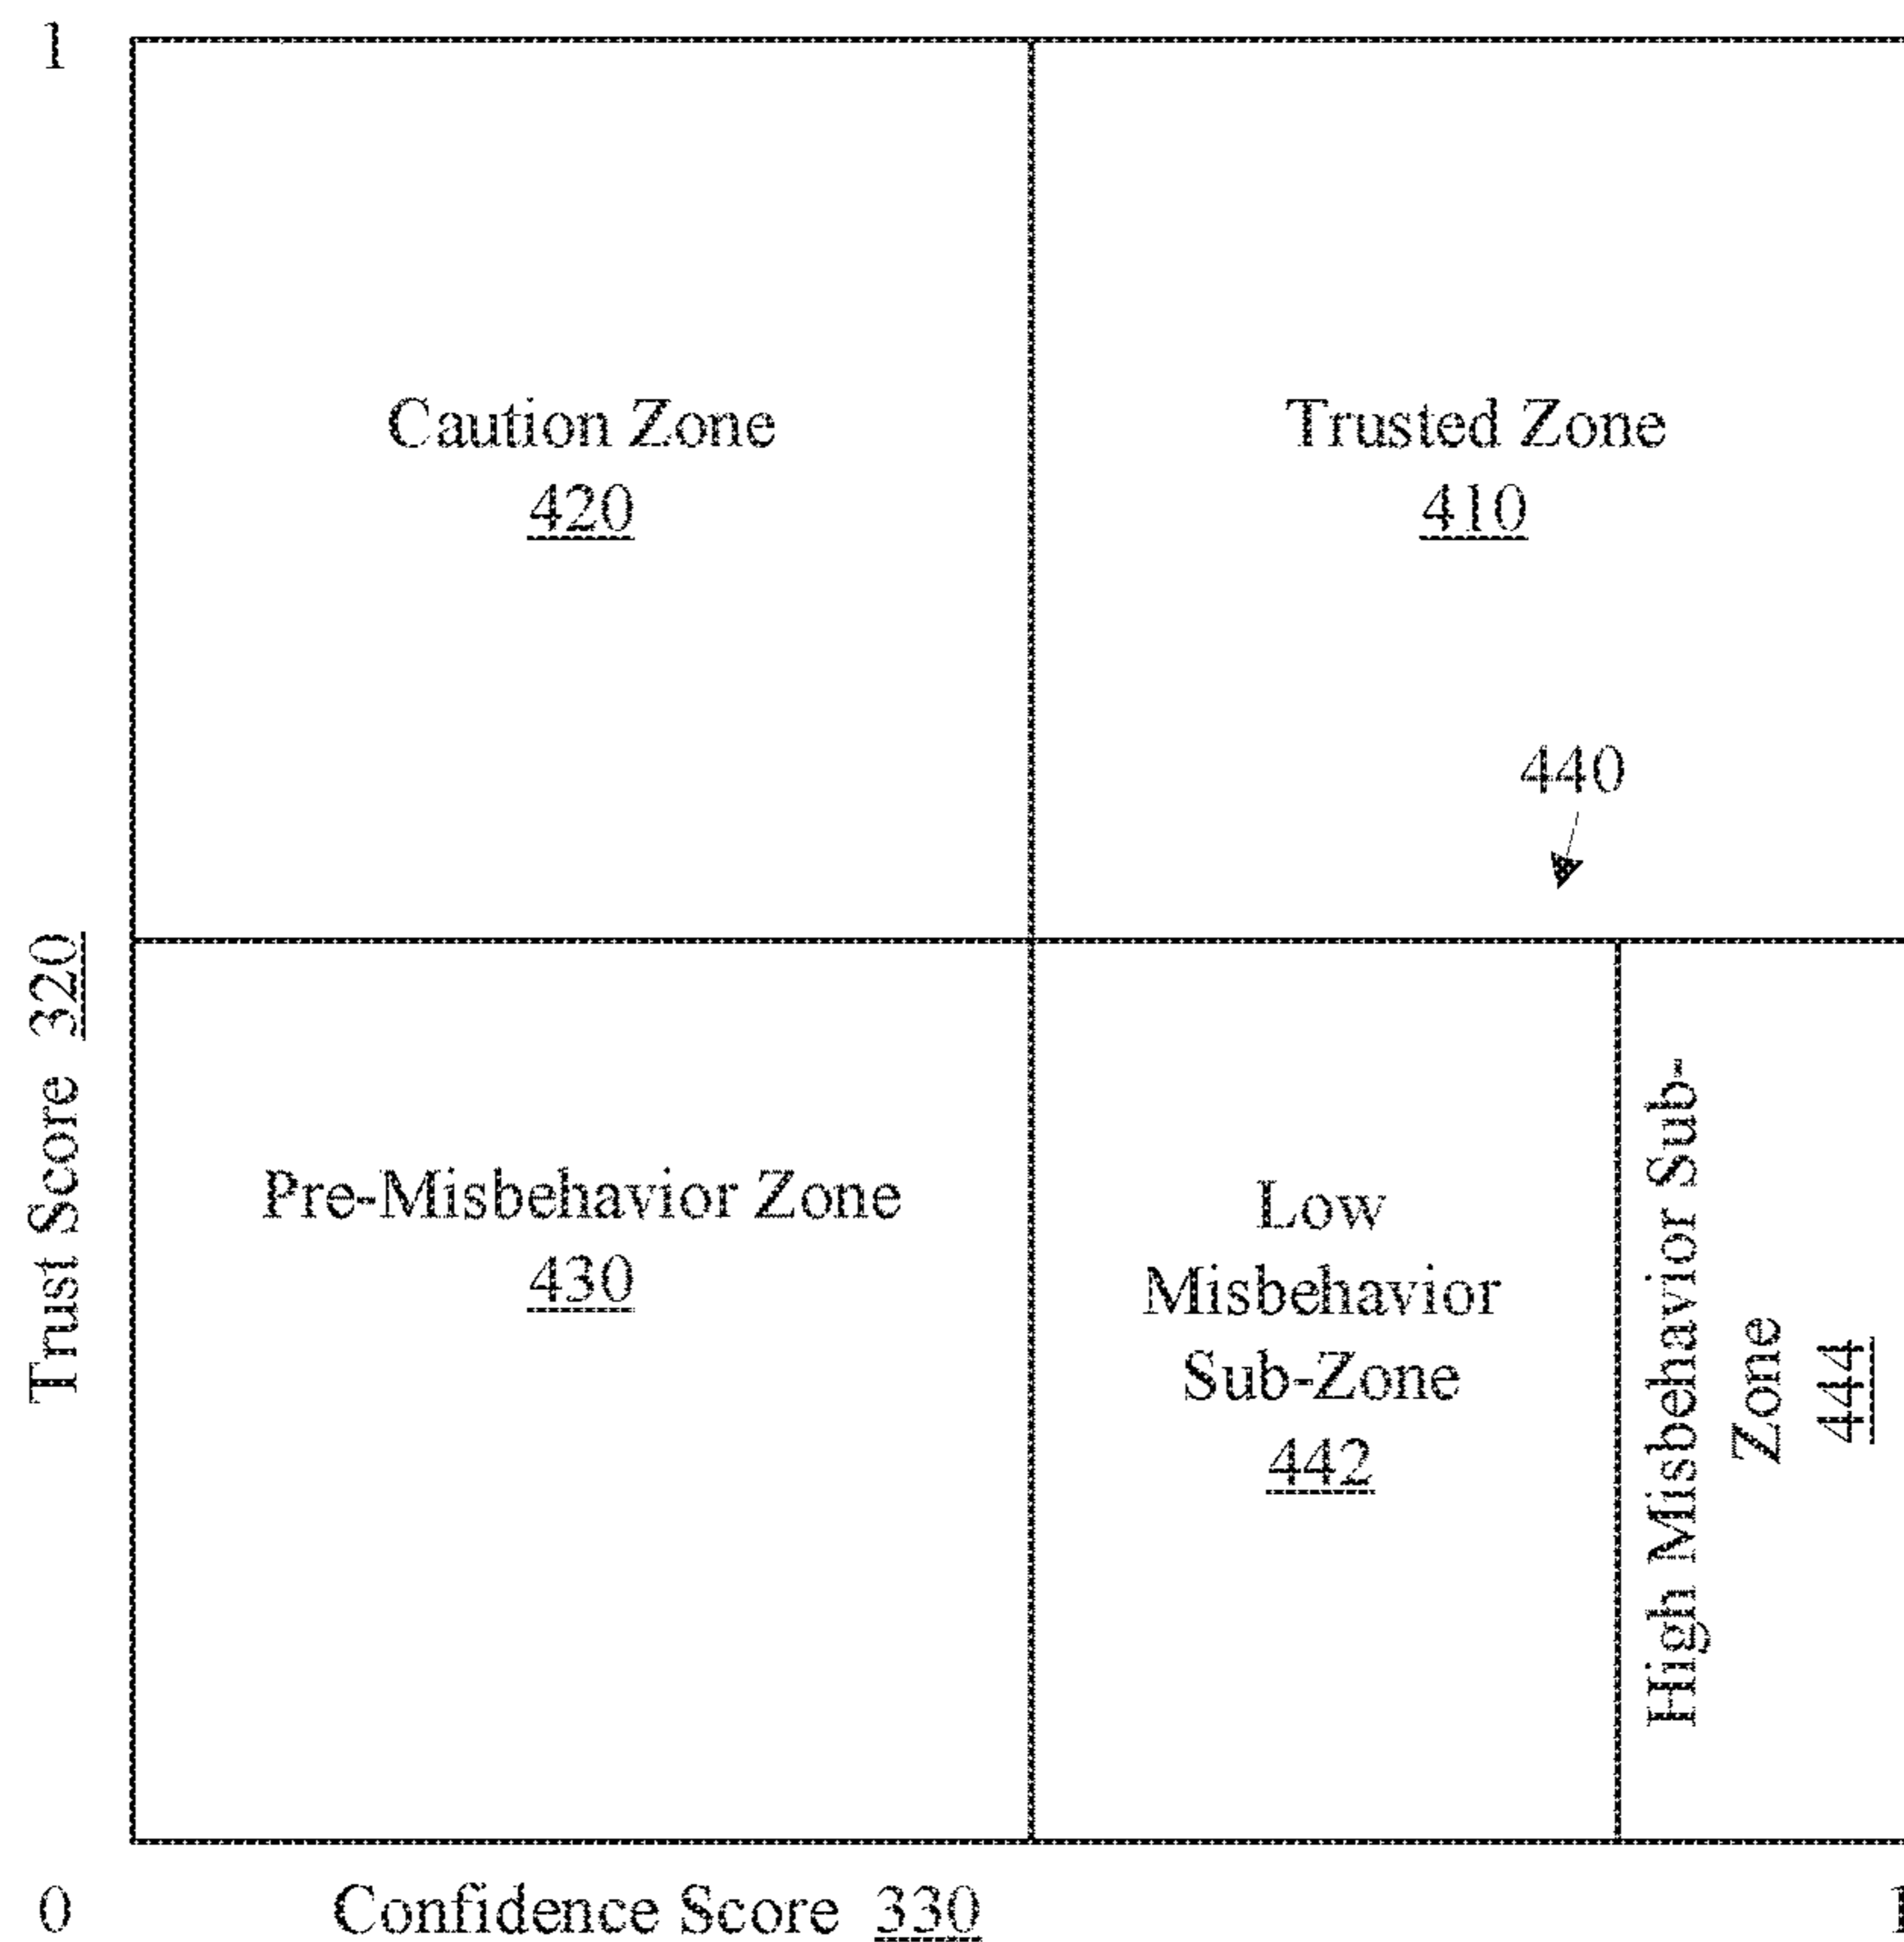 1
Caution Zone
420
Trusted Zone
410
440
Trust Score 320
Pre-Misbehavior Zone
430
Low
Misbehavior
Sub-Zone
442
High Misbehavior Sub-
Zone
444
0
Confidence Score 330
1